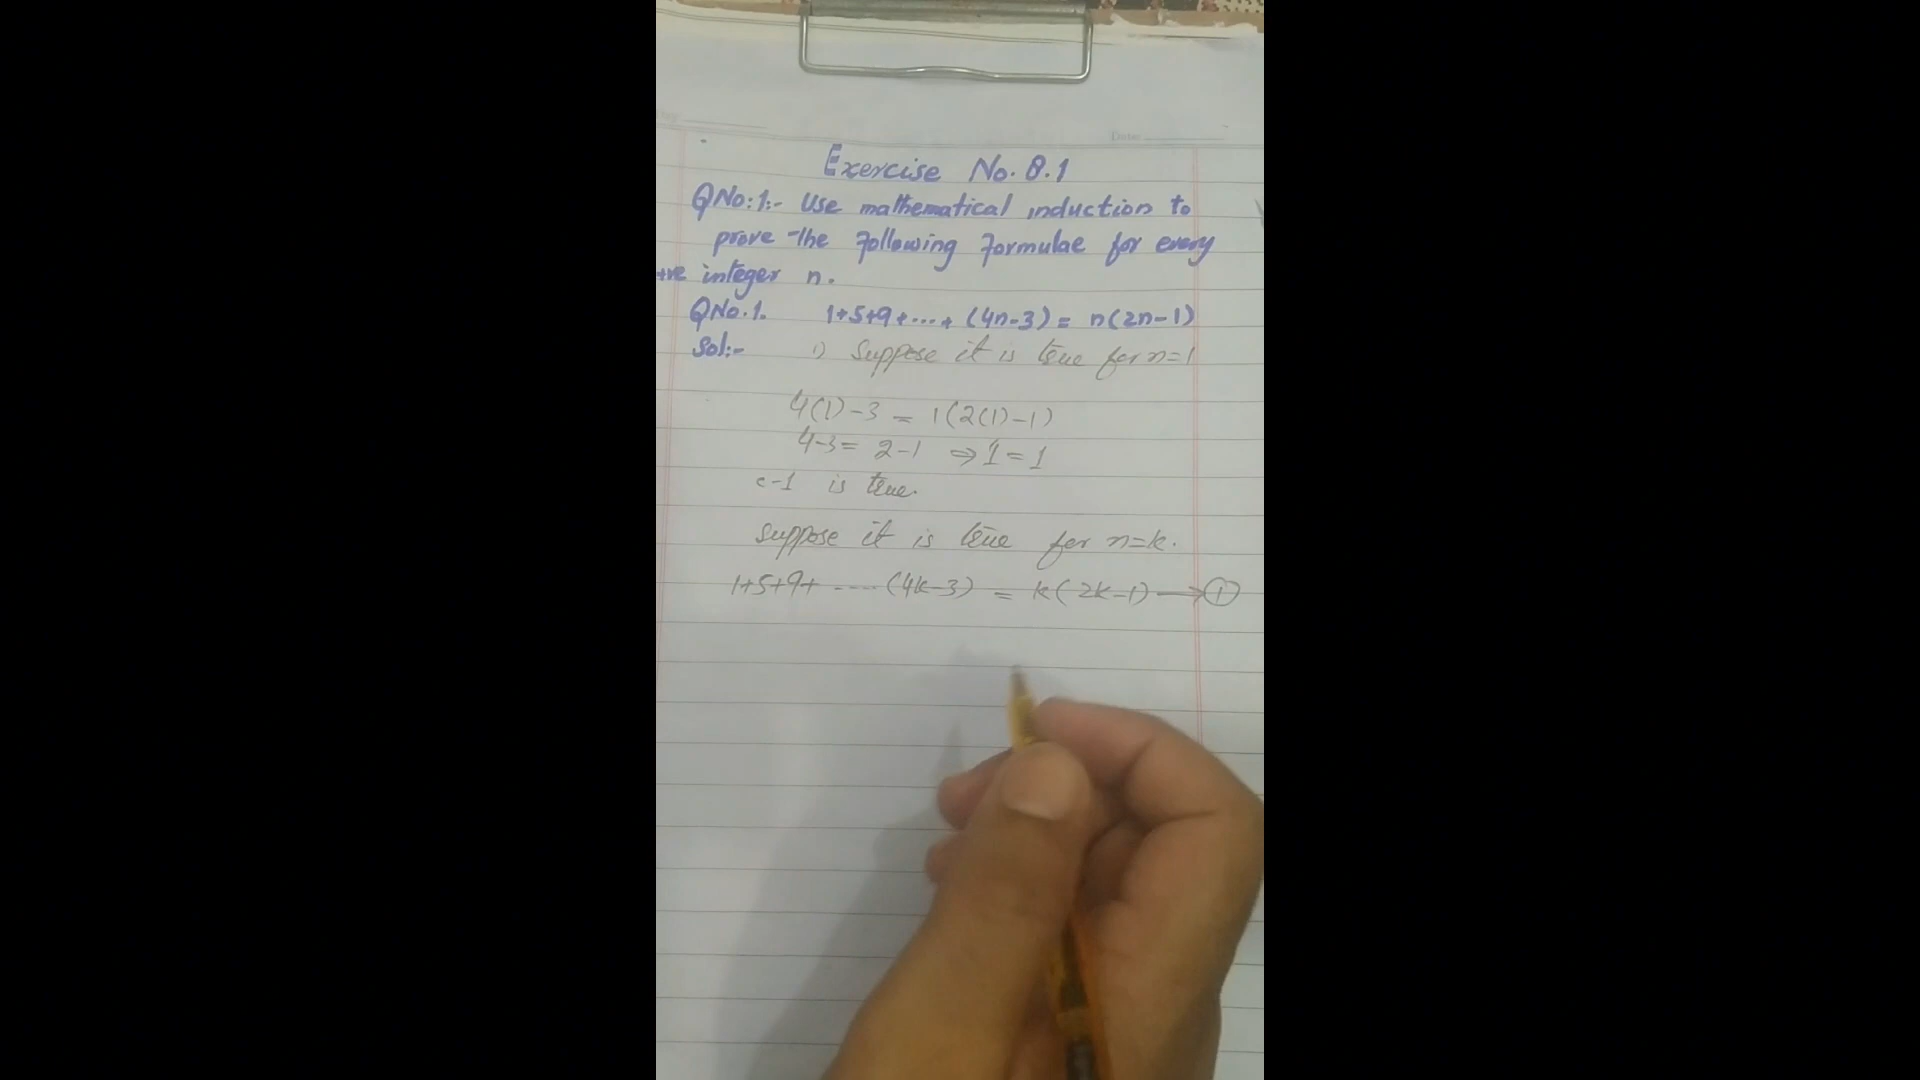 Date
Exercise No. 8.1
QNo:1:- Use mathematical induction to
prove the following formulae for every
+ve integer n.
QNo.1. 1+5+9+...+ (4n-3) = n(2n-1)
Sol:- i) Suppose it is true for n=1
4(1)-3 = 1(2(1)-1)
4-3 = 2-1 ⇒ 1 = 1
c-1 is true.
Suppose it is true for n=k.
1+5+9+ ....(4k-3) = k(2k-1) → ①